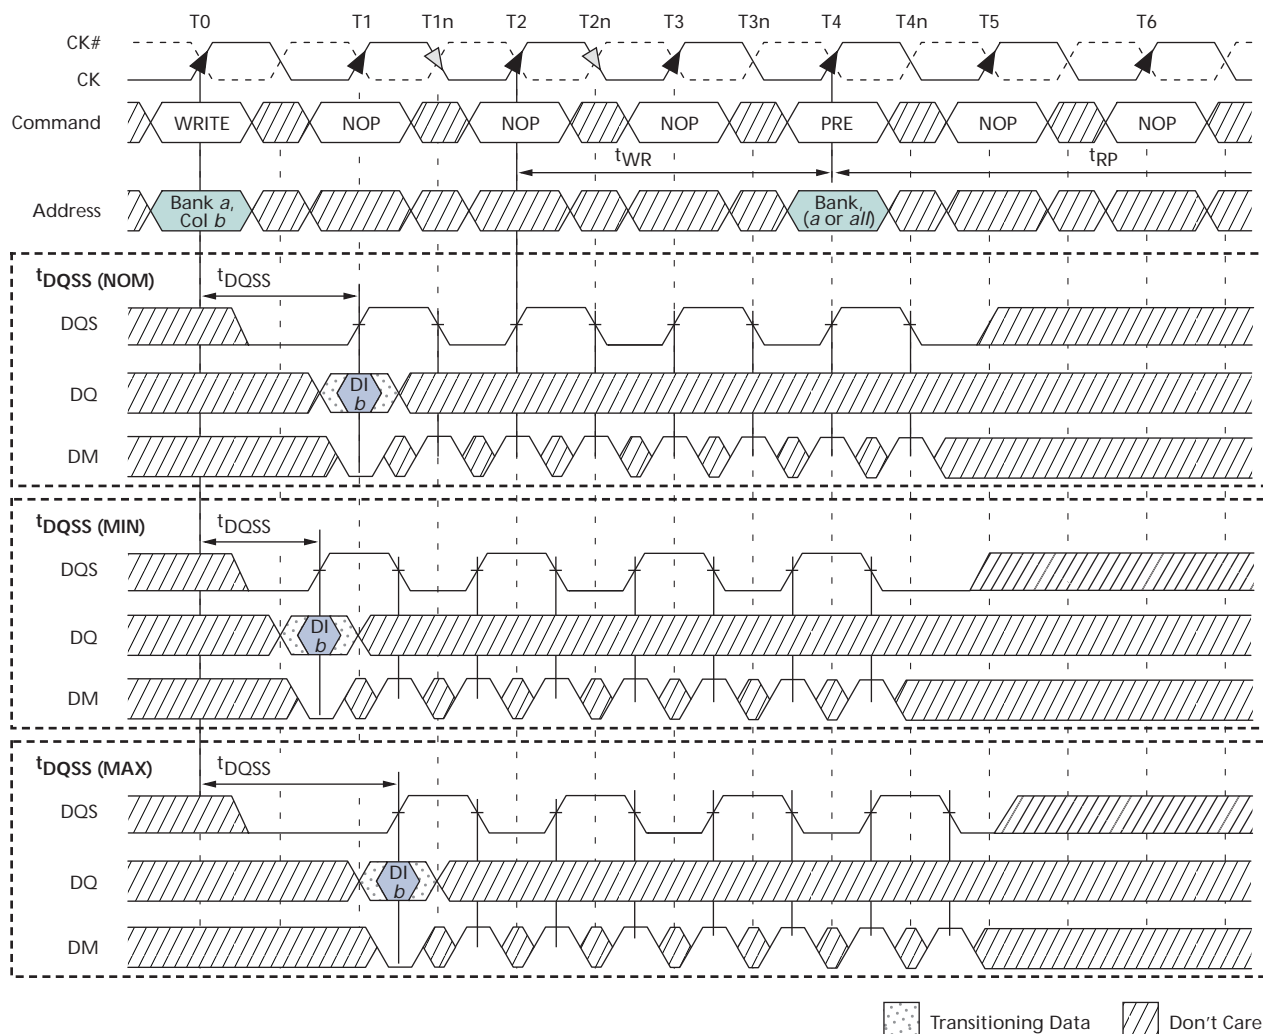 T0 T1 T1n T2 T2n T3 T3n T4 T4n T5 T6
CK#
CK
Command WRITE NOP NOP NOP PRE NOP NOP
tWR tRP
Address Bank a, Col b Bank, (a or all)
tDQSS (NOM) tDQSS
DQS
DQ DI b
DM
tDQSS (MIN) tDQSS
DQS
DQ DI b
DM
tDQSS (MAX) tDQSS
DQS
DQ DI b
DM
Transitioning Data Don't Care